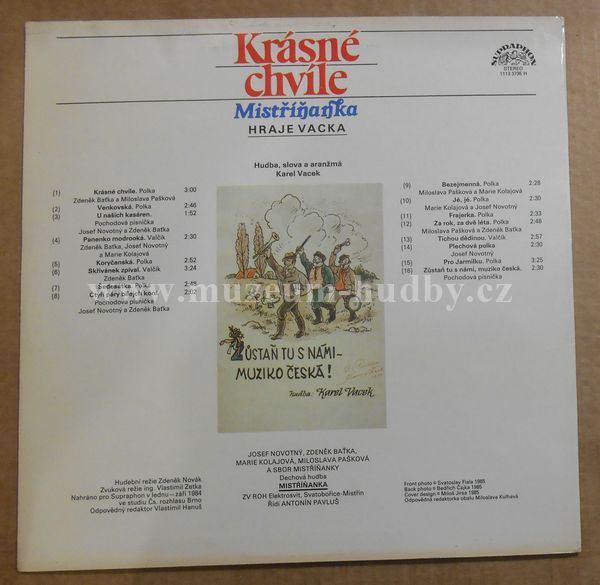 Krásné
chvíle
Mistříňanka
HRAJE VACKA
SUPRAPHON
STEREO
1113 3735 H
Hudba, slova a aranžmá
Karel Vacek
(1) Krásné chvíle. Polka 3:00
Zdeněk Baťka a Miloslava Pašková
(2) Venkovská. Polka 2:46
(3) U našich kasáren. 1:52
Pochodová písnička
Josef Novotný a Zdeněk Baťka
(4) Panenko modrooká. Valčík 2:30
Zdeněk Baťka, Josef Novotný
a Marie Kolajová
(5) Koryčanská. Polka 2:52
(6) Skřivánek zpíval. Valčík 3:24
Zdeněk Baťka
(7) 2:48
(8) Čtyři páry bílejch koní. 2:02
Pochodová písnička
Josef Novotný a Zdeněk Baťka
(9) Bezejmenná. Polka 2:28
Miloslava Pašková a Marie Kolajová
(10) Jé, jé. Polka 2:30
Marie Kolajová a Josef Novotný
(11) Frajerka. Polka 2:33
(12) Za rok, za dvě léta. Polka 2:48
Miloslava Pašková a Zdeněk Baťka
(13) Tichou dědinou. Valčík 2:57
(14) Plechová polka 2:30
Josef Novotný
(15) Pro Jarmilku. Polka 3:25
(16) Zůstaň tu s námi, muziko česká. 2:30
Pochodová písnička
www.muzeum-hudby.cz
ZŮSTAŇ TU S NÁMI-
MUZIKO ČESKÁ!
hudba: Karel Vacek
JOSEF NOVOTNÝ, ZDENĚK BAŤKA,
MARIE KOLAJOVÁ, MILOSLAVA PAŠKOVÁ
A SBOR MISTŘÍŇANKY
Dechová hudba
MISTŘÍŇANKA
ZV ROH Elektrosvit, Svatobořice-Mistřín
Řídí ANTONÍN PAVLUŠ
Hudební režie Zdeněk Novák
Zvuková režie ing. Vlastimil Zetka
Nahráno pro Supraphon v lednu – září 1984
ve studiu Čs. rozhlasu Brno
Odpovědný redaktor Vlastimil Hanuš
Front photo © Svatoslav Fiala 1985
Back photo © Bedřich Čajka 1985
Cover design © Miloš Jirsa 1985
Odpovědná redaktorka obalu Miloslava Kulhavá